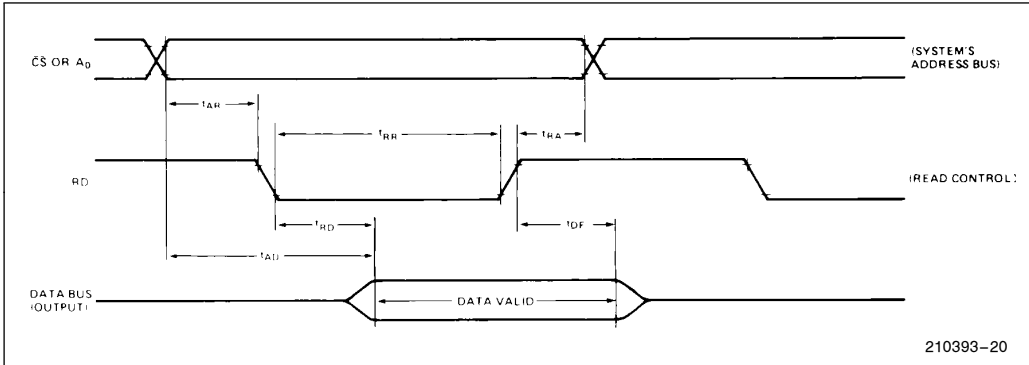 C̅S̅ OR A0
(SYSTEM'S
ADDRESS BUS)
tAR
tRR
tRA
RD
(READ CONTROL)
tRD
tDF
tAD
DATA BUS
(OUTPUT)
DATA VALID
210393-20